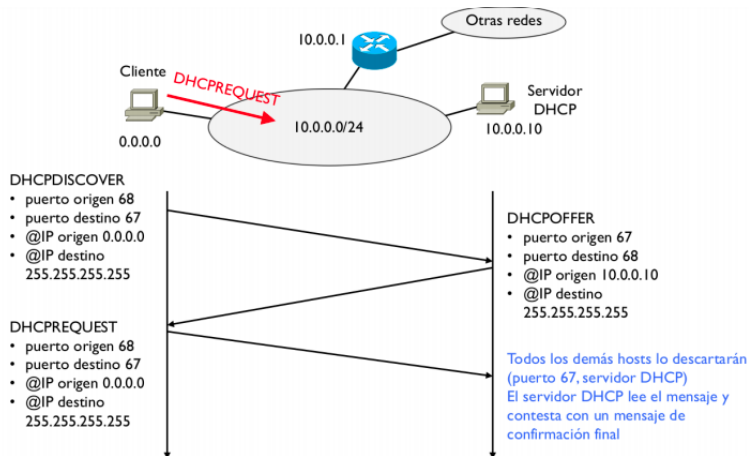 Otras redes
10.0.0.1
Cliente
DHCPREQUEST
Servidor
DHCP
10.0.0.0/24
10.0.0.10
0.0.0.0
DHCPDISCOVER
• puerto origen 68
• puerto destino 67
• @IP origen 0.0.0.0
• @IP destino
255.255.255.255
DHCPOFFER
• puerto origen 67
• puerto destino 68
• @IP origen 10.0.0.10
• @IP destino
255.255.255.255
DHCPREQUEST
• puerto origen 68
• puerto destino 67
• @IP origen 0.0.0.0
• @IP destino
255.255.255.255
Todos los demás hosts lo descartarán
(puerto 67, servidor DHCP)
El servidor DHCP lee el mensaje y
contesta con un mensaje de
confirmación final